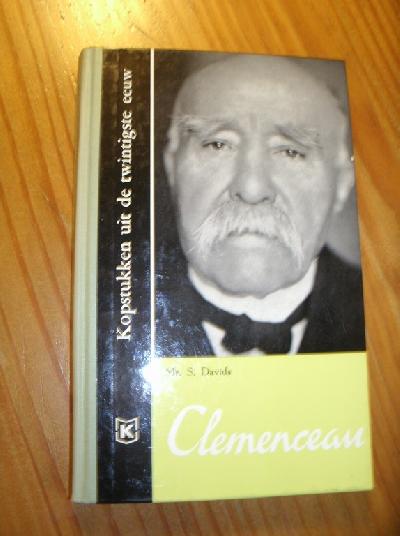 Kopstukken uit de twintigste eeuw
K
Mr. S. Davids
Clemenceau